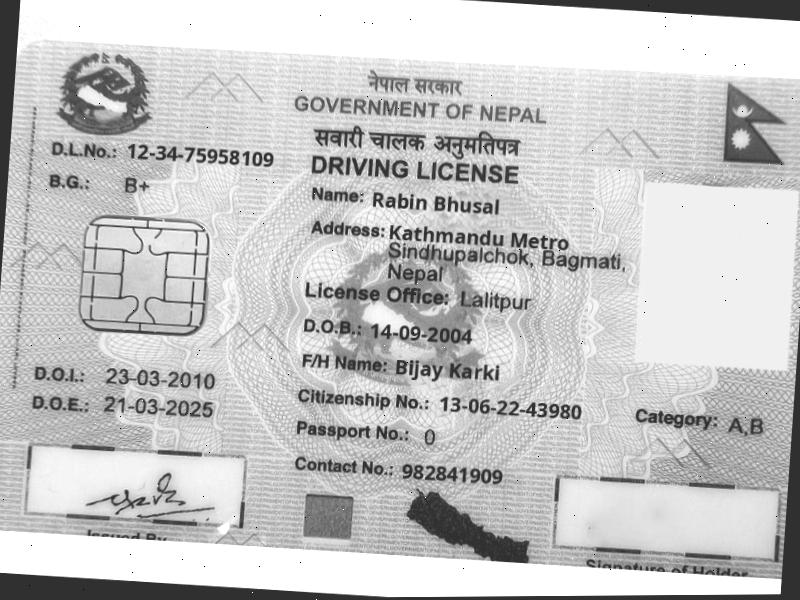 नेपाल सरकार
GOVERNMENT OF NEPAL
सवारी चालक अनुमतिपत्र
DRIVING LICENSE
D.L.No.: 12-34-75958109
B.G.: B+
Name: Rabin Bhusal
Address: Kathmandu Metro
Sindhupalchok, Bagmati,
Nepal
License Office: Lalitpur
D.O.B.: 14-09-2004
F/H Name: Bijay Karki
D.O.I.: 23-03-2010
D.O.E.: 21-03-2025
Citizenship No.: 13-06-22-43980
Category: A,B
Passport No.: 0
Contact No.: 982841909
Issued By
Signature of Holder